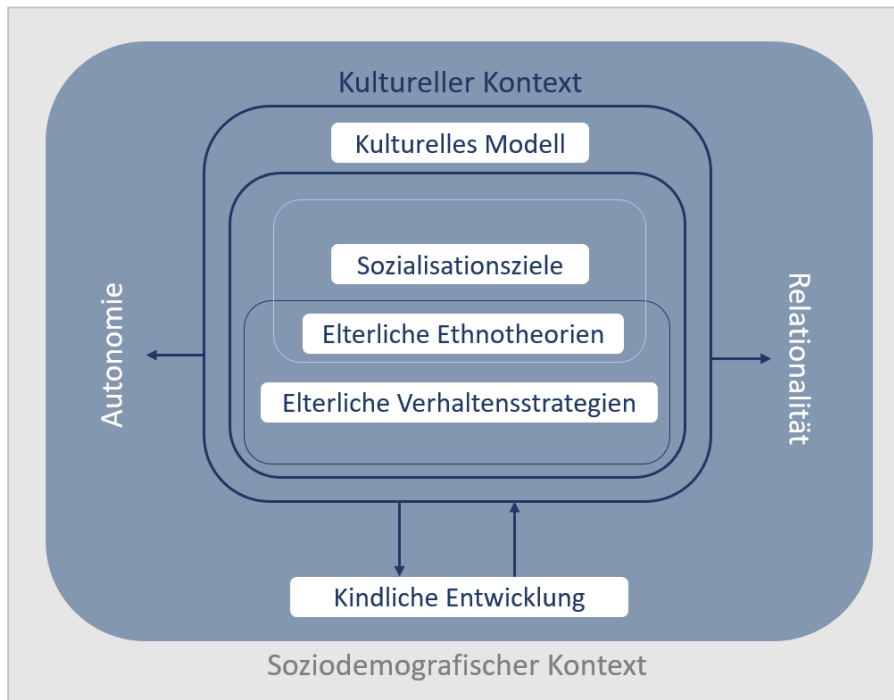 Kultureller Kontext
Kulturelles Modell
Sozialisationsziele
Elterliche Ethnotheorien
Elterliche Verhaltensstrategien
Autonomie
Relationalität
Kindliche Entwicklung
Soziodemografischer Kontext